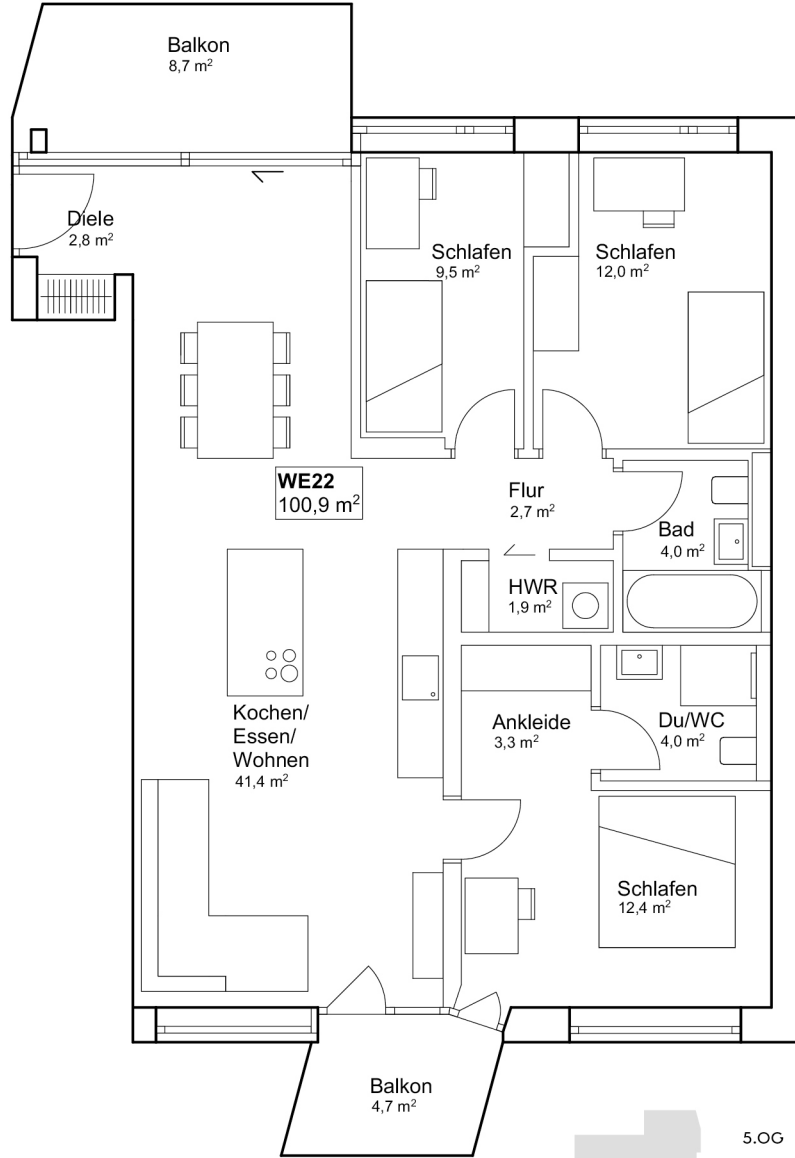 Balkon
8,7 m²
Diele
2,8 m²
Schlafen
9,5 m²
Schlafen
12,0 m²
WE22
100,9 m²
Flur
2,7 m²
Bad
4,0 m²
HWR
1,9 m²
Kochen/
Essen/
Wohnen
41,4 m²
Ankleide
3,3 m²
Du/WC
4,0 m²
Schlafen
12,4 m²
Balkon
4,7 m²
5.OG